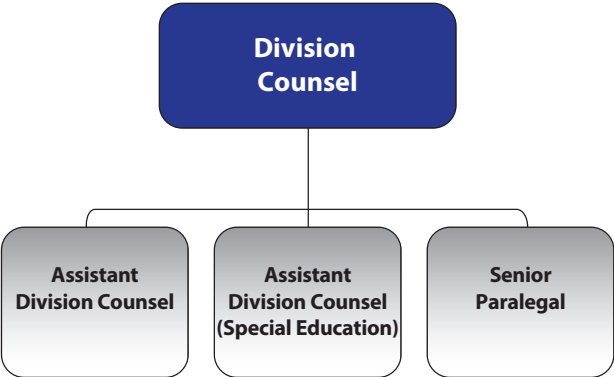 Division
Counsel
Assistant
Division Counsel
Assistant
Division Counsel
(Special Education)
Senior
Paralegal